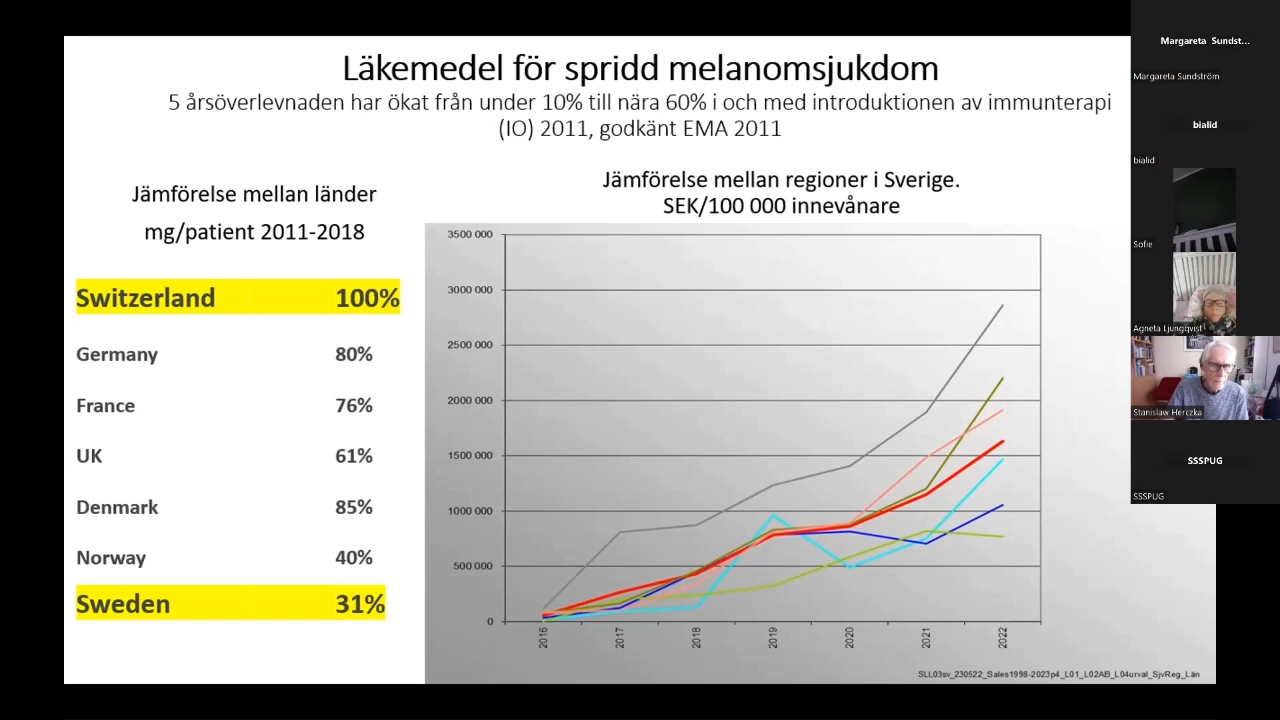 Läkemedel för spridd melanomsjukdom
5 årsöverlevnaden har ökat från under 10% till nära 60% i och med introduktionen av immunterapi
(IO) 2011, godkänt EMA 2011
Jämförelse mellan länder
mg/patient 2011-2018
Switzerland 100%
Germany 80%
France 76%
UK 61%
Denmark 85%
Norway 40%
Sweden 31%
Jämförelse mellan regioner i Sverige.
SEK/100 000 innevånare
3500 000
3000 000
2500 000
2000 000
1500 000
1000 000
500 000
0
2016
2017
2018
2019
2020
2021
2022
SLL03sv_230522_Sales1998-2023p4_L01_L02AB_L04urval_SjvReg_Län
Margareta Sundst...
Margareta Sundström
bialid
bialid
Sofie
Agneta Ljungqvist
Stanislaw Herczka
SSSPUG
SSSPUG